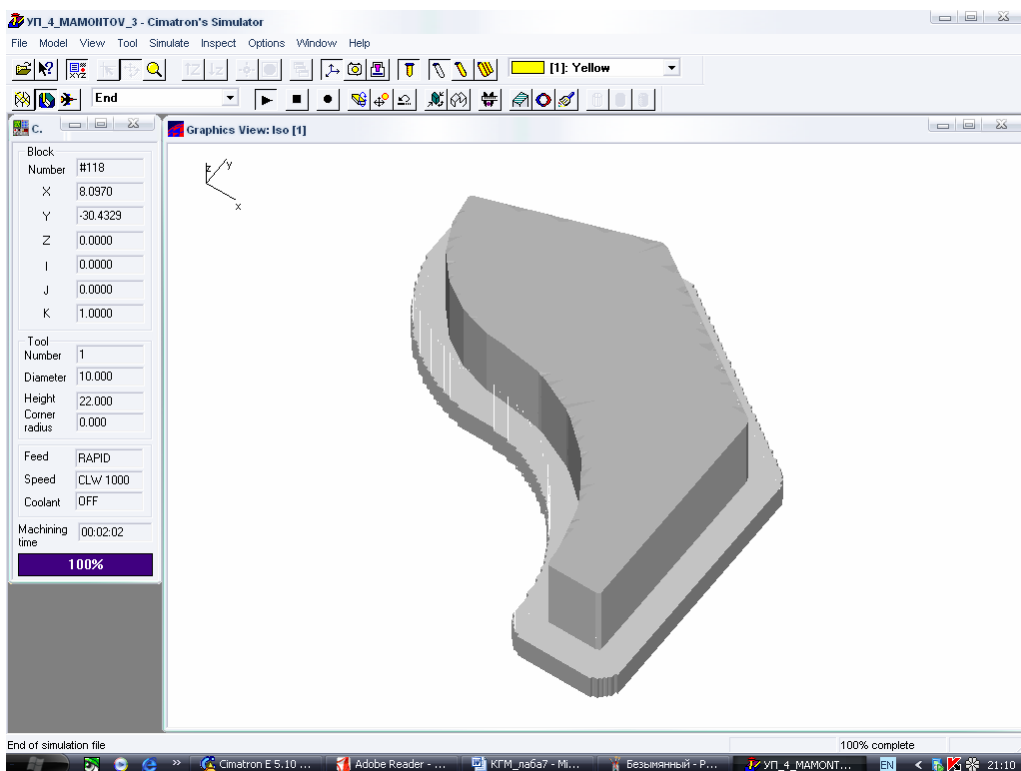 УП_4_MAMONTOV_3 - Cimatron's Simulator
File Model View Tool Simulate Inspect Options Window Help
[1]: Yellow
End
C.
Graphics View: Iso [1]
Block
Number #118
X 8.0970
Y -30.4329
Z 0.0000
I 0.0000
J 0.0000
K 1.0000
Tool
Number 1
Diameter 10.000
Height 22.000
Corner radius 0.000
Feed RAPID
Speed CLW 1000
Coolant OFF
Machining time 00:02:02
100%
z y
x
End of simulation file 100% complete
» Cimatron E 5.10 ... Adobe Reader - ... КГМ_лаба7 - Mi... Безымянный - P... УП_4_MAMONT... EN < 21:10